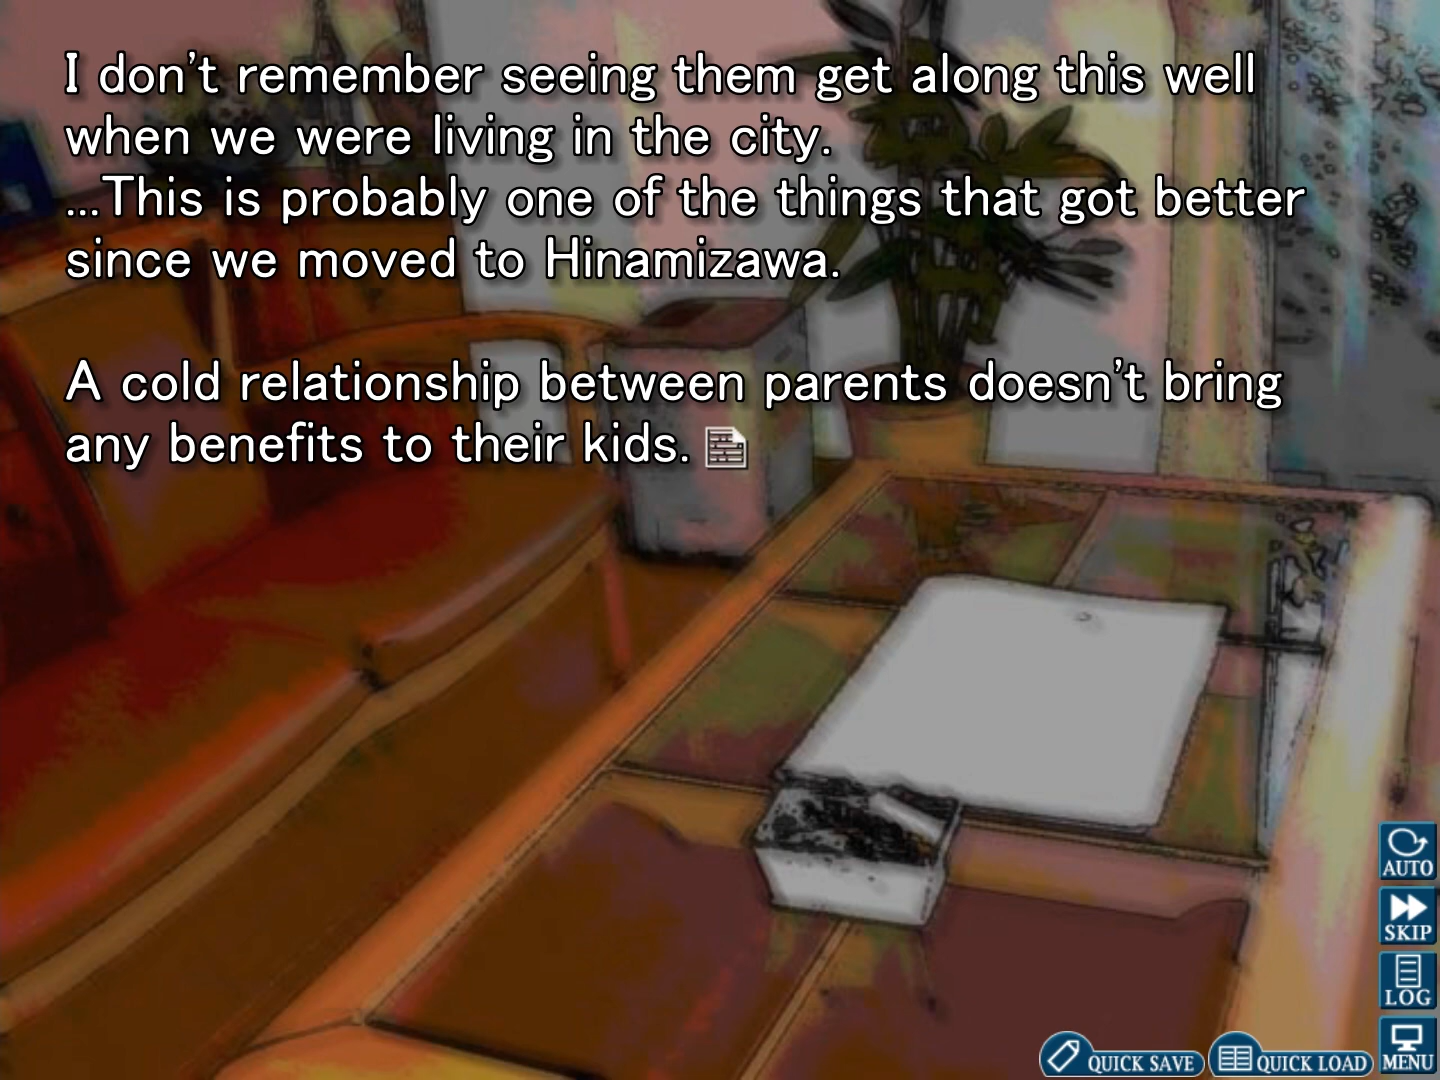 I don't remember seeing them get along this well
when we were living in the city.
...This is probably one of the things that got better
since we moved to Hinamizawa.
A cold relationship between parents doesn't bring
any benefits to their kids.
AUTO
SKIP
LOG
MENU
QUICK SAVE
QUICK LOAD